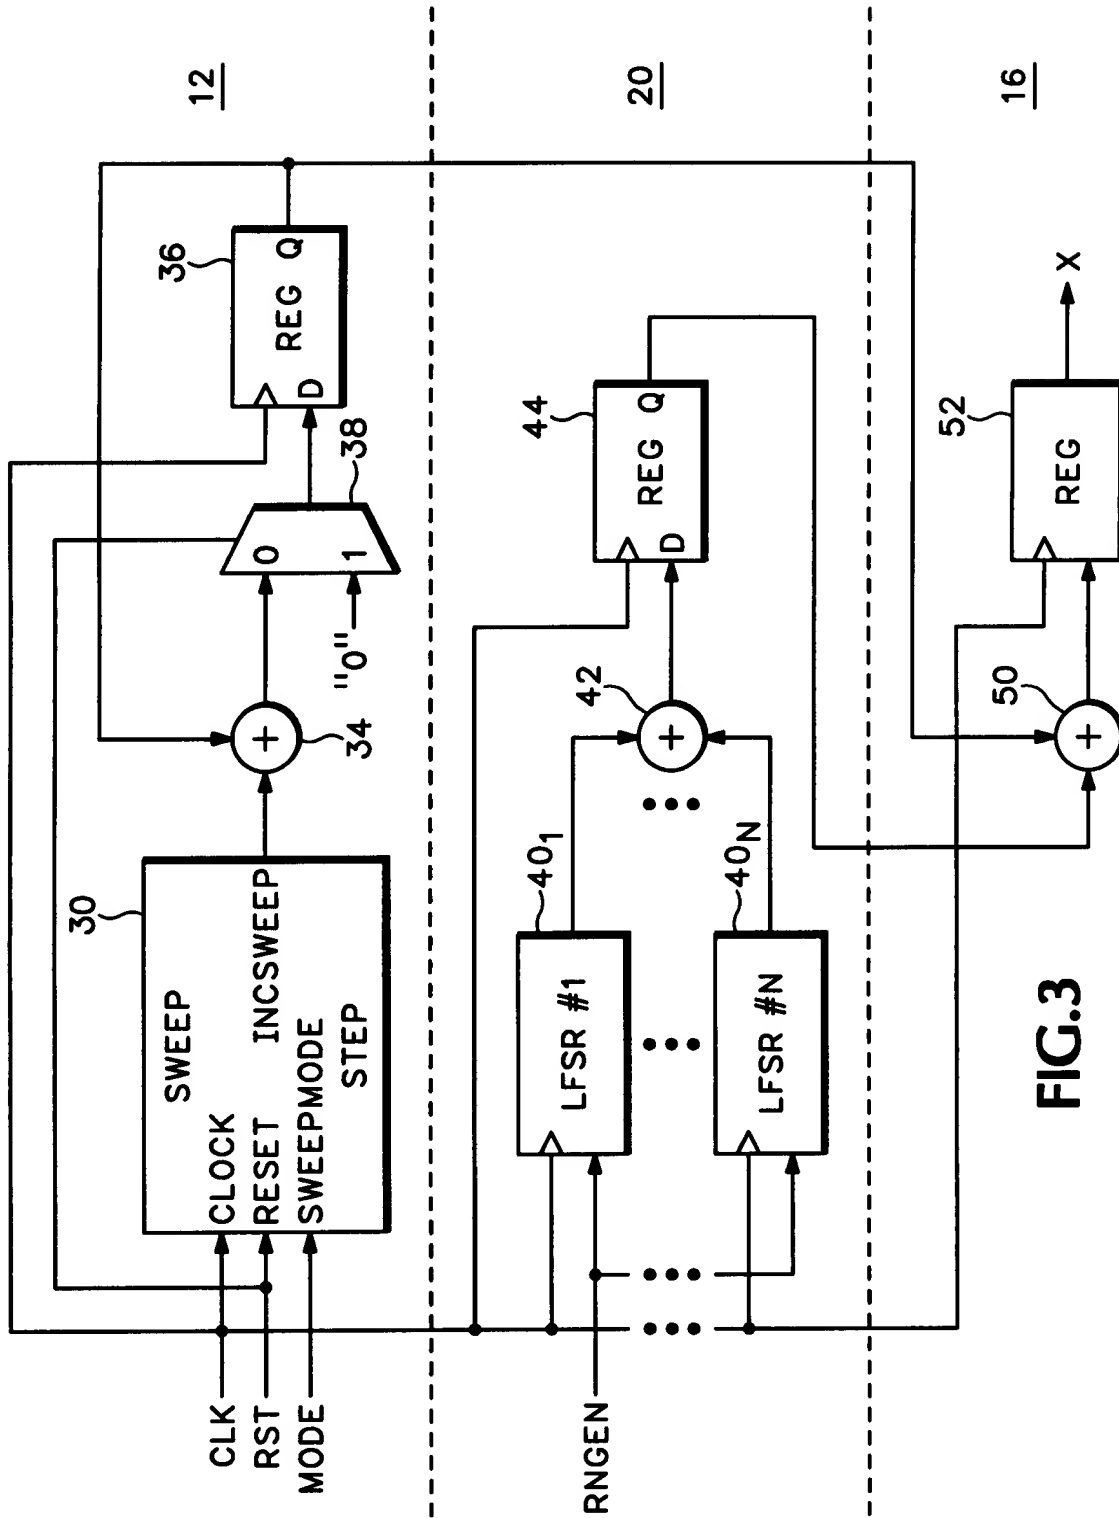 12
CLK
RST
MODE
30
SWEEP
CLOCK
RESET INCSWEEP
SWEEPMODE
STEP
+
34
"0"
0
1
38
36
REG
D
Q
20
RNGEN
LFSR #1
40₁
LFSR #N
40N
+
42
44
REG
D
Q
16
+
50
52
REG
X
FIG.3